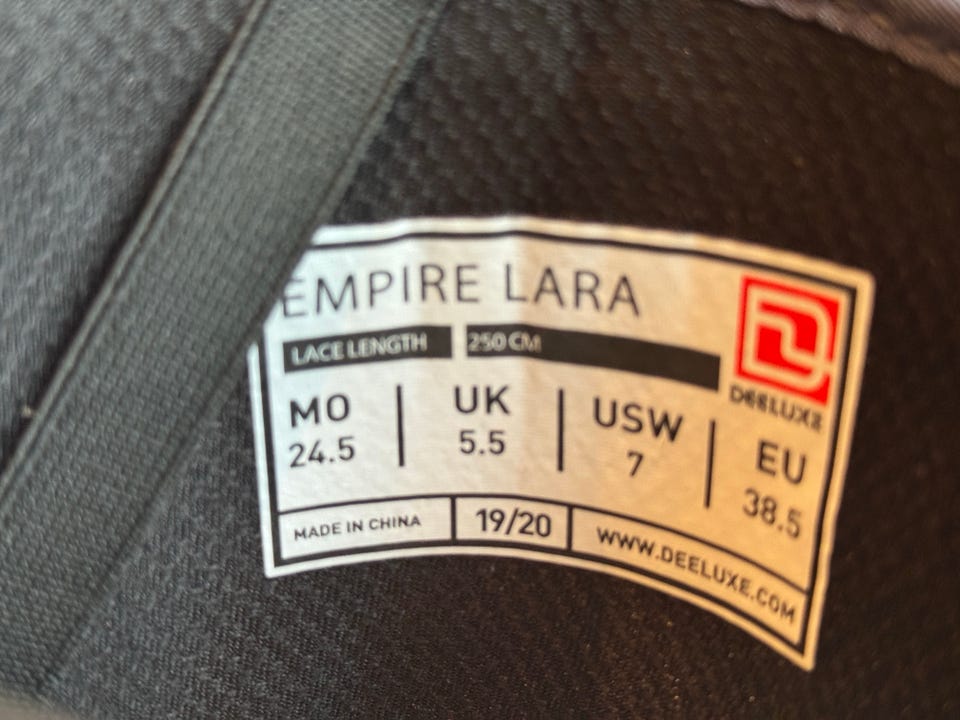 EMPIRE LARA
LACE LENGTH 250 CM
DEELUXE
MO UK USW EU
24.5 5.5 7 38.5
MADE IN CHINA 19/20 WWW.DEELUXE.COM